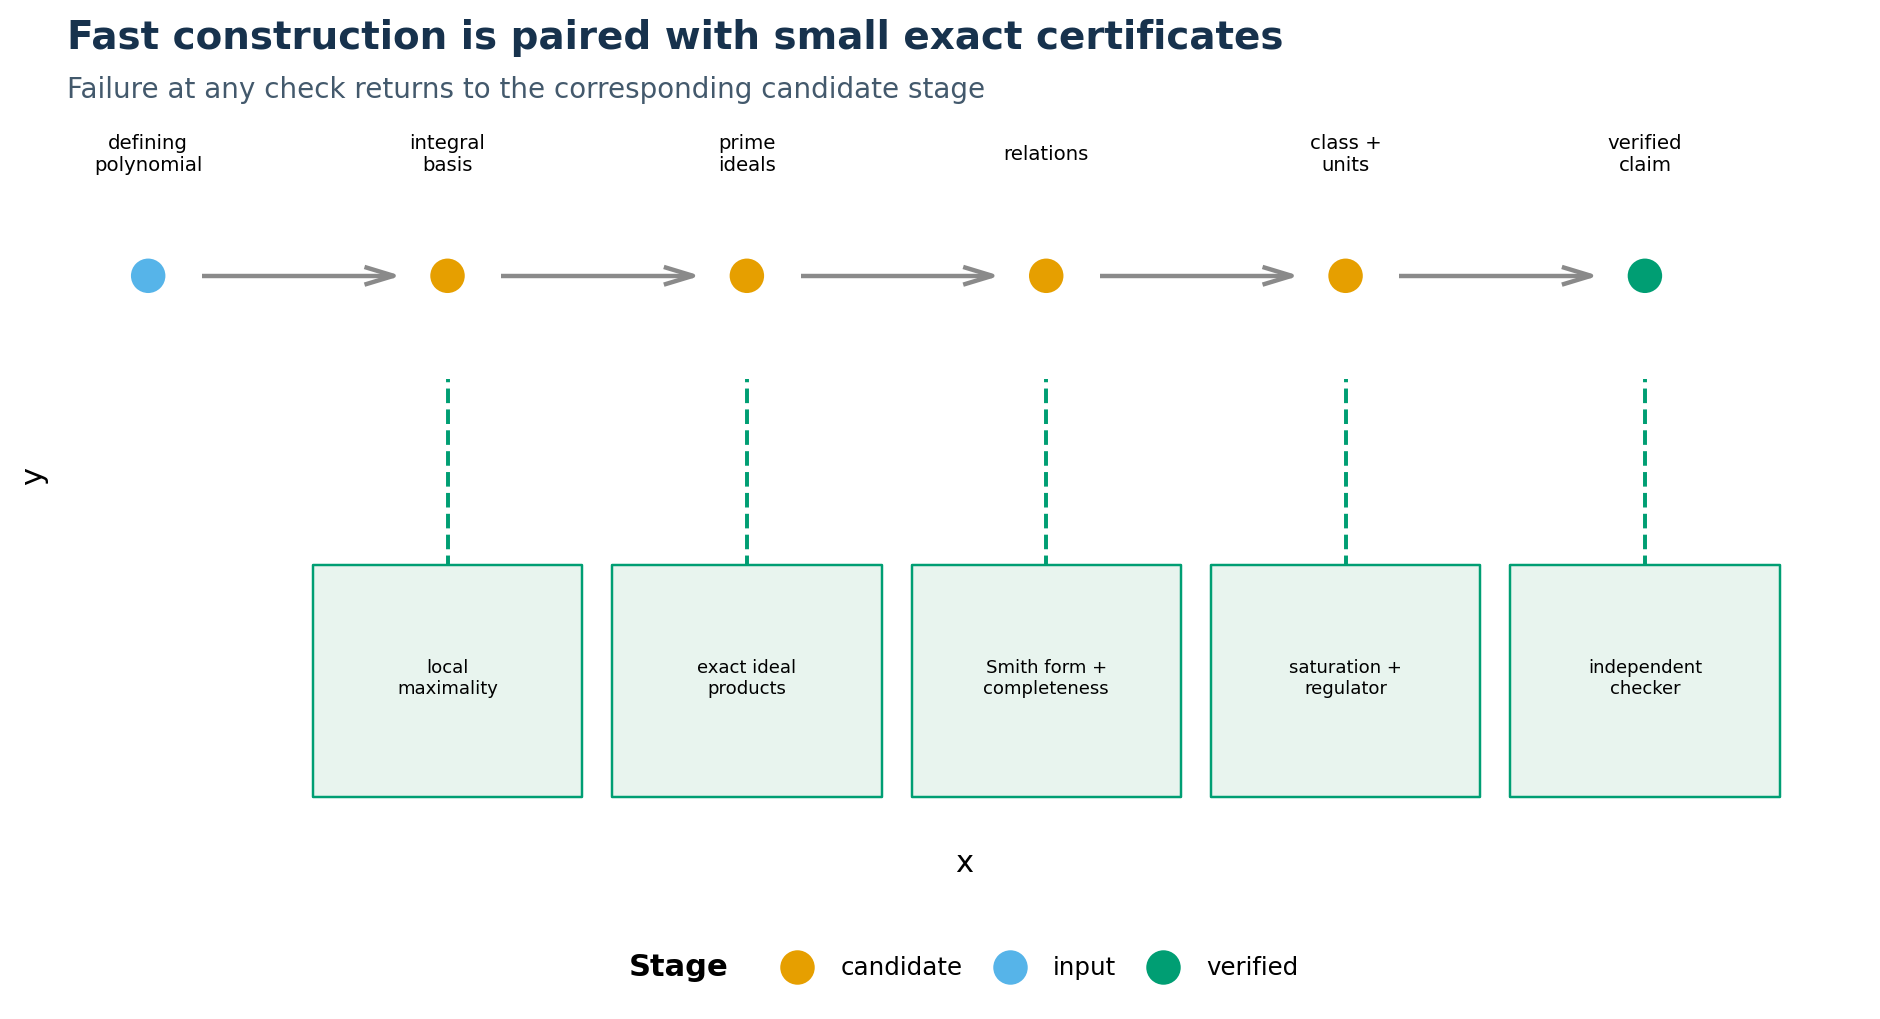 Fast construction is paired with small exact certificates
Failure at any check returns to the corresponding candidate stage
defining
polynomial
integral
basis
prime
ideals
relations
class +
units
verified
claim
y
local
maximality
exact ideal
products
Smith form +
completeness
saturation +
regulator
independent
checker
x
Stage
candidate
input
verified